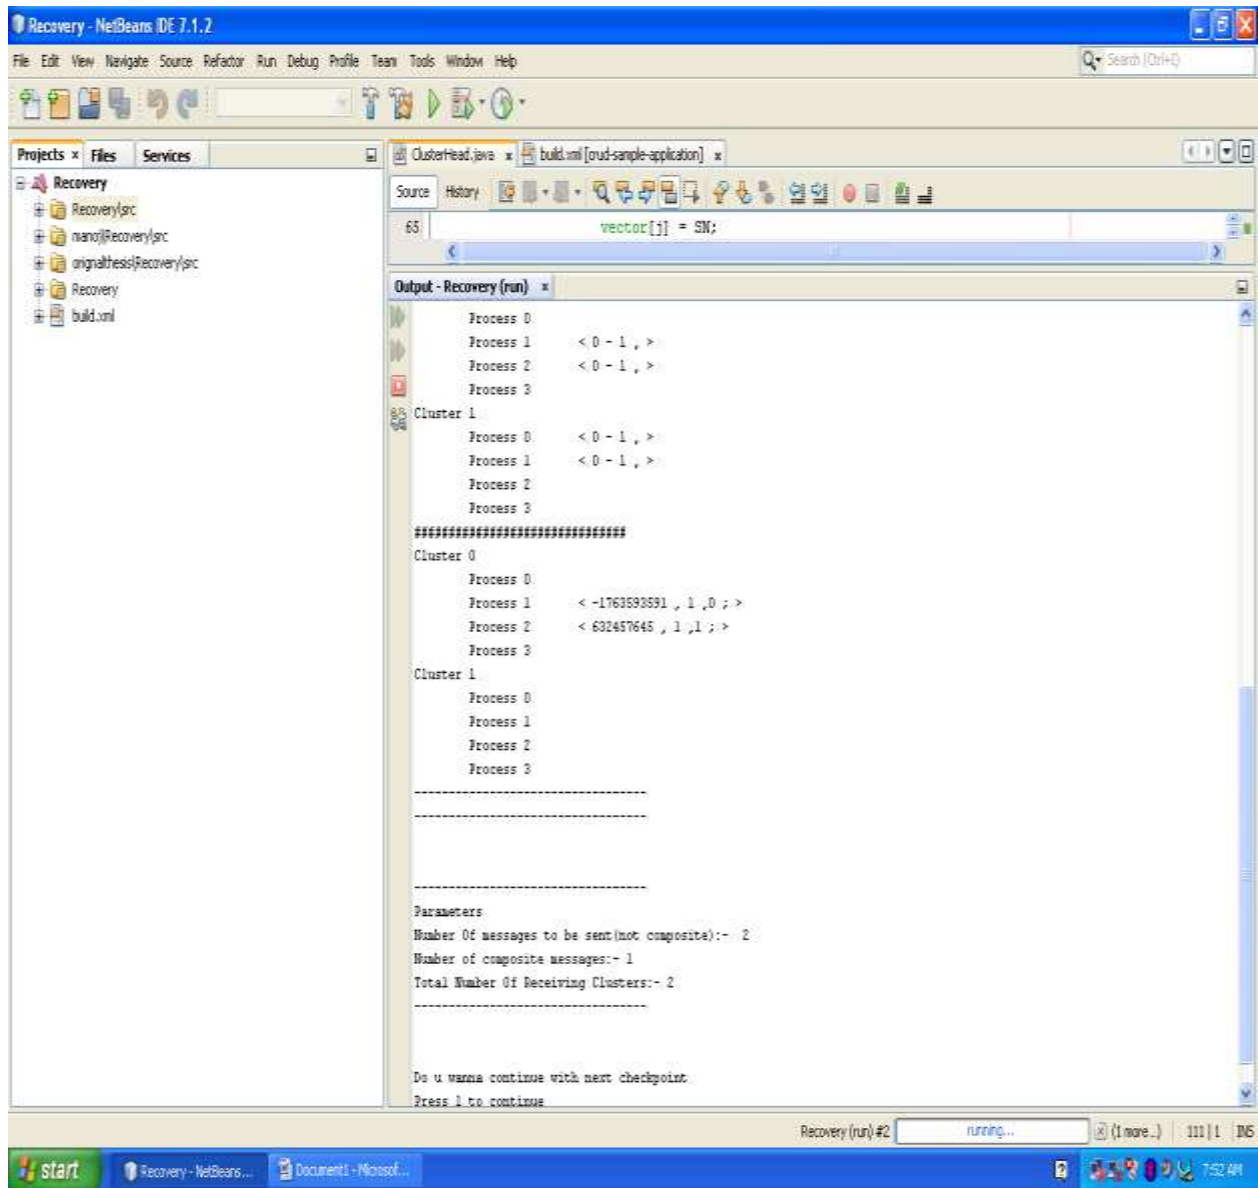 Recovery - NetBeans IDE 7.1.2
File Edit View Navigate Source Refactor Run Debug Profile Team Tools Window Help
Search (Ctrl+I)
Projects x Files Services
ClusterHead.java x build.xml [crud-sample-application] x
Recovery
Recovery\src
manoj\Recovery\src
orignalthesis\Recovery\src
Recovery
build.xml
Source History
65 vector[j] = SN;
Output - Recovery (run) x
Process 0
Process 1 < 0 - 1 , >
Process 2 < 0 - 1 , >
Process 3
Cluster 1
Process 0 < 0 - 1 , >
Process 1 < 0 - 1 , >
Process 2
Process 3
###############################
Cluster 0
Process 0
Process 1 < -1763593591 , 1 ,0 ; >
Process 2 < 632457645 , 1 ,1 ; >
Process 3
Cluster 1
Process 0
Process 1
Process 2
Process 3
----------------------------------
----------------------------------
----------------------------------
Parameters
Number Of messages to be sent(not composite):- 2
Number of composite messages:- 1
Total Number Of Receiving Clusters:- 2
----------------------------------
Do u wanna continue with next checkpoint
Press 1 to continue
Recovery (run) #2 running... (1 more...) 111 | 1 INS
start Recovery - NetBeans ... Document1 - Microsof... 7:52 AM